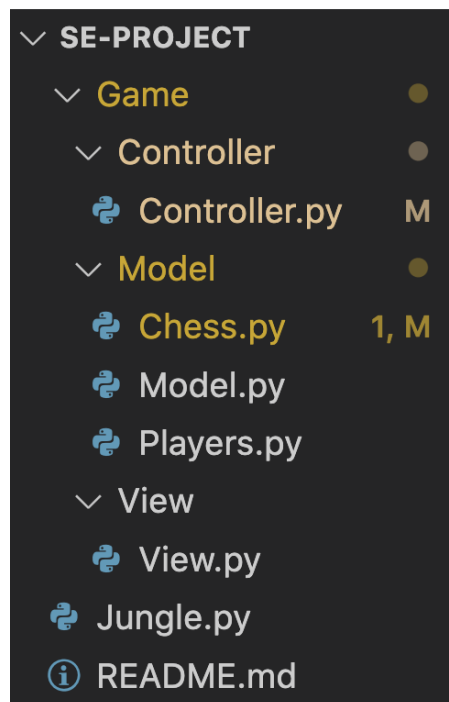 SE-PROJECT
Game
Controller
Controller.py M
Model
Chess.py 1, M
Model.py
Players.py
View
View.py
Jungle.py
README.md